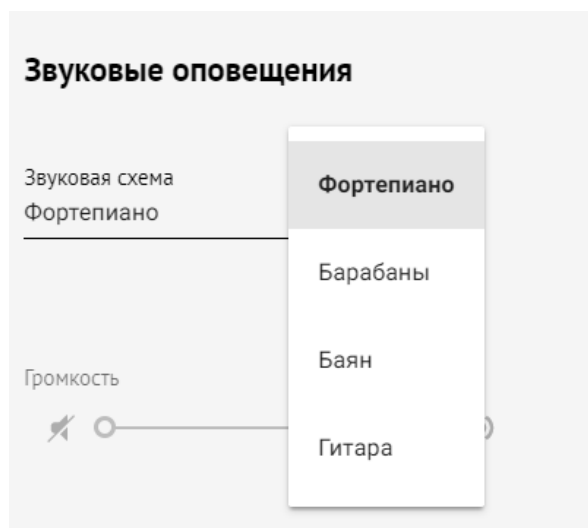 Звуковые оповещения
Звуковая схема
Фортепиано
Фортепиано
Барабаны
Баян
Гитара
Громкость